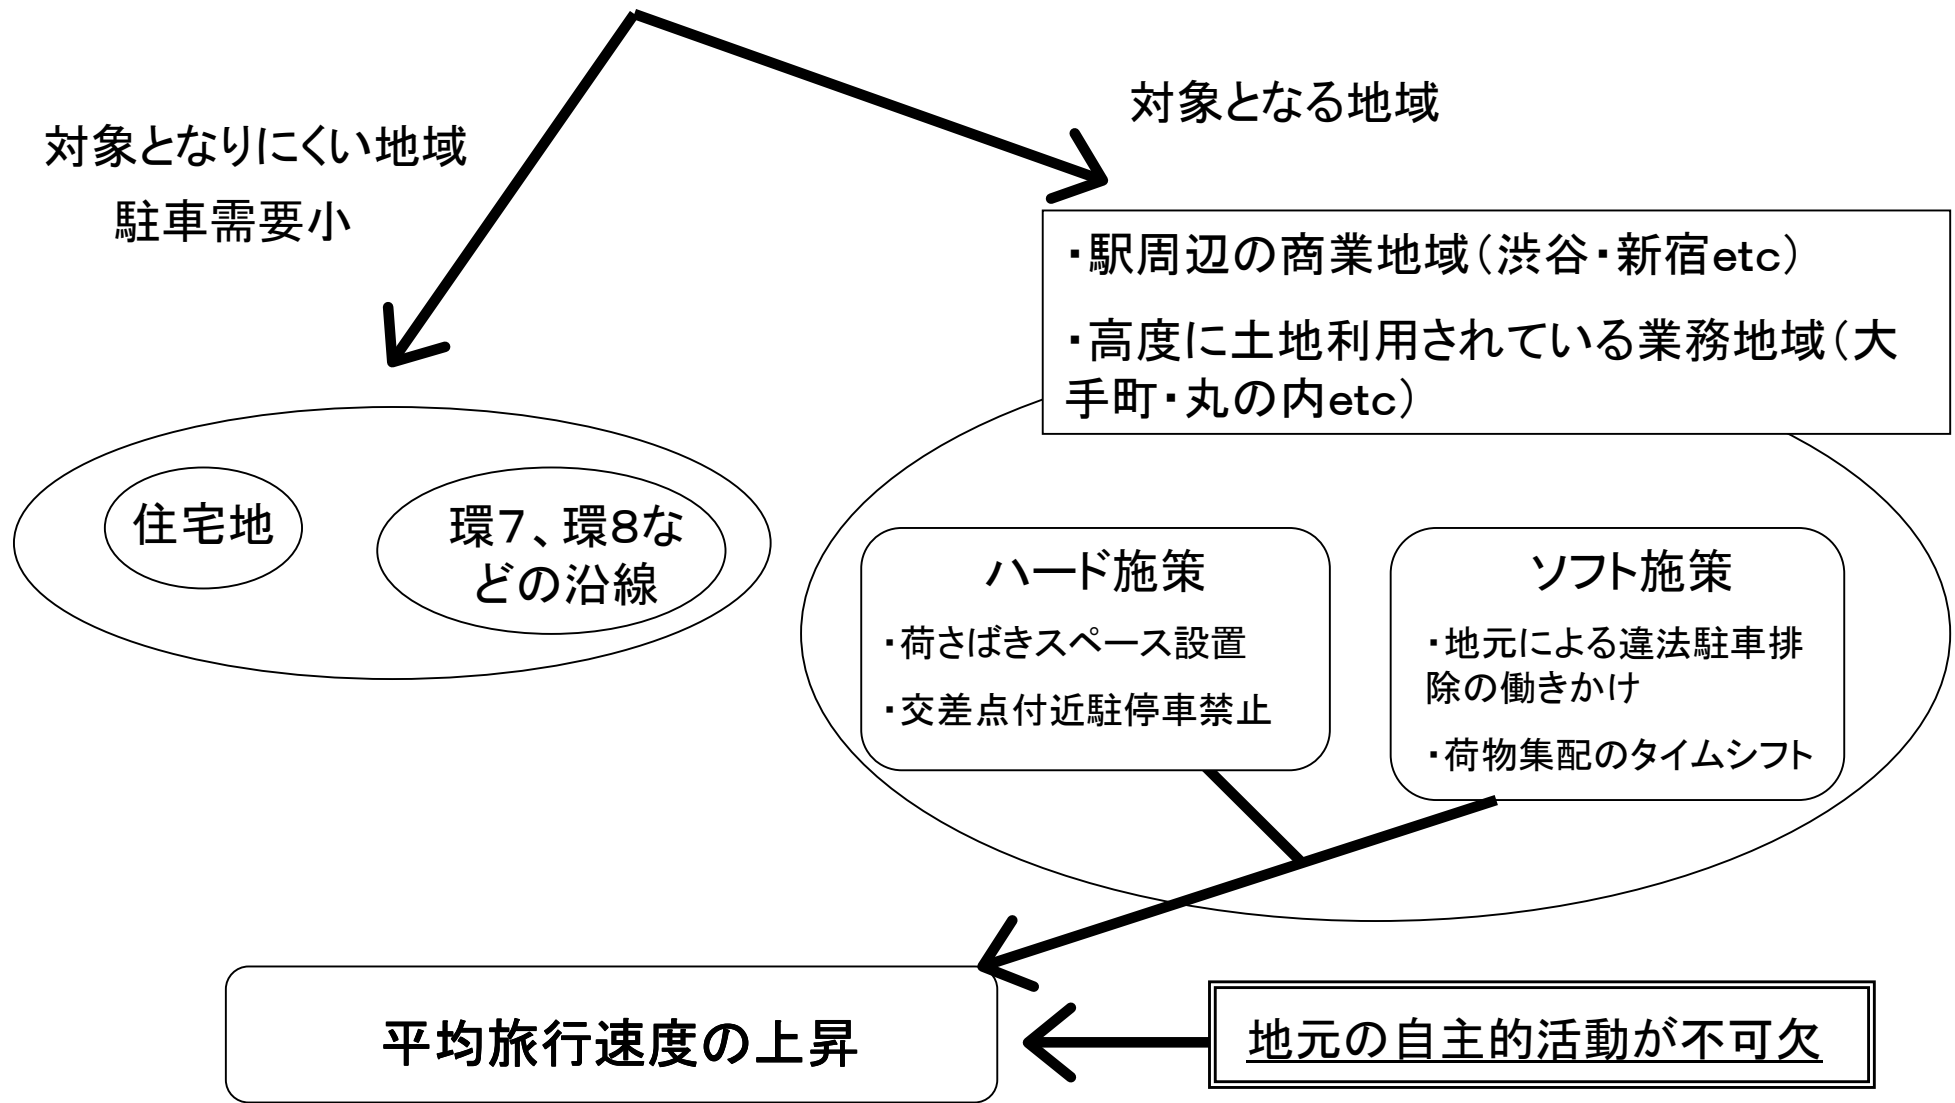 対象となる地域
対象となりにくい地域
駐車需要小
・駅周辺の商業地域（渋谷・新宿etc）
・高度に土地利用されている業務地域（大
手町・丸の内etc）
住宅地
環７、環８な
どの沿線
ハード施策
・荷さばきスペース設置
・交差点付近駐停車禁止
ソフト施策
・地元による違法駐車排
除の働きかけ
・荷物集配のタイムシフト
平均旅行速度の上昇
地元の自主的活動が不可欠